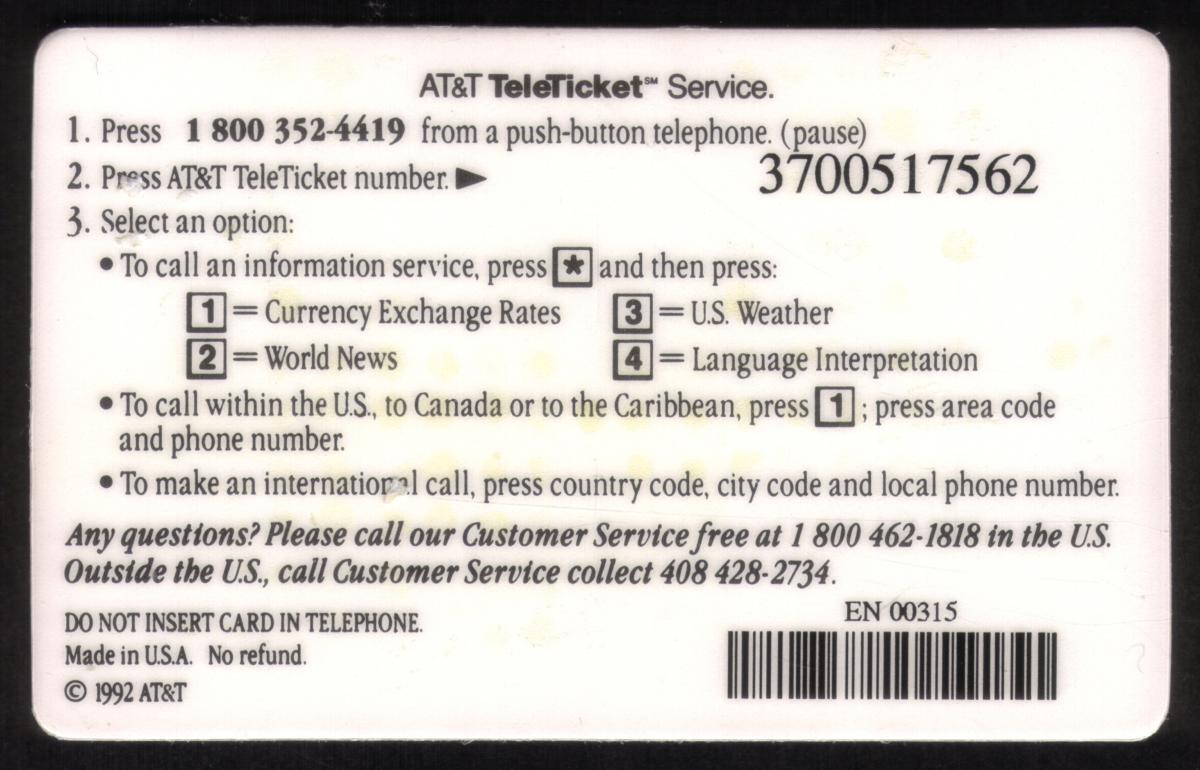 AT&T TeleTicket℠ Service.
1. Press 1 800 352-4419 from a push-button telephone. (pause)
2. Press AT&T TeleTicket number. ▶ 3700517562
3. Select an option:
• To call an information service, press * and then press:
1 = Currency Exchange Rates 3 = U.S. Weather
2 = World News 4 = Language Interpretation
• To call within the U.S., to Canada or to the Caribbean, press 1 ; press area code
and phone number.
• To make an international call, press country code, city code and local phone number.
Any questions? Please call our Customer Service free at 1 800 462-1818 in the U.S.
Outside the U.S., call Customer Service collect 408 428-2734.
EN 00315
DO NOT INSERT CARD IN TELEPHONE.
Made in U.S.A. No refund.
© 1992 AT&T